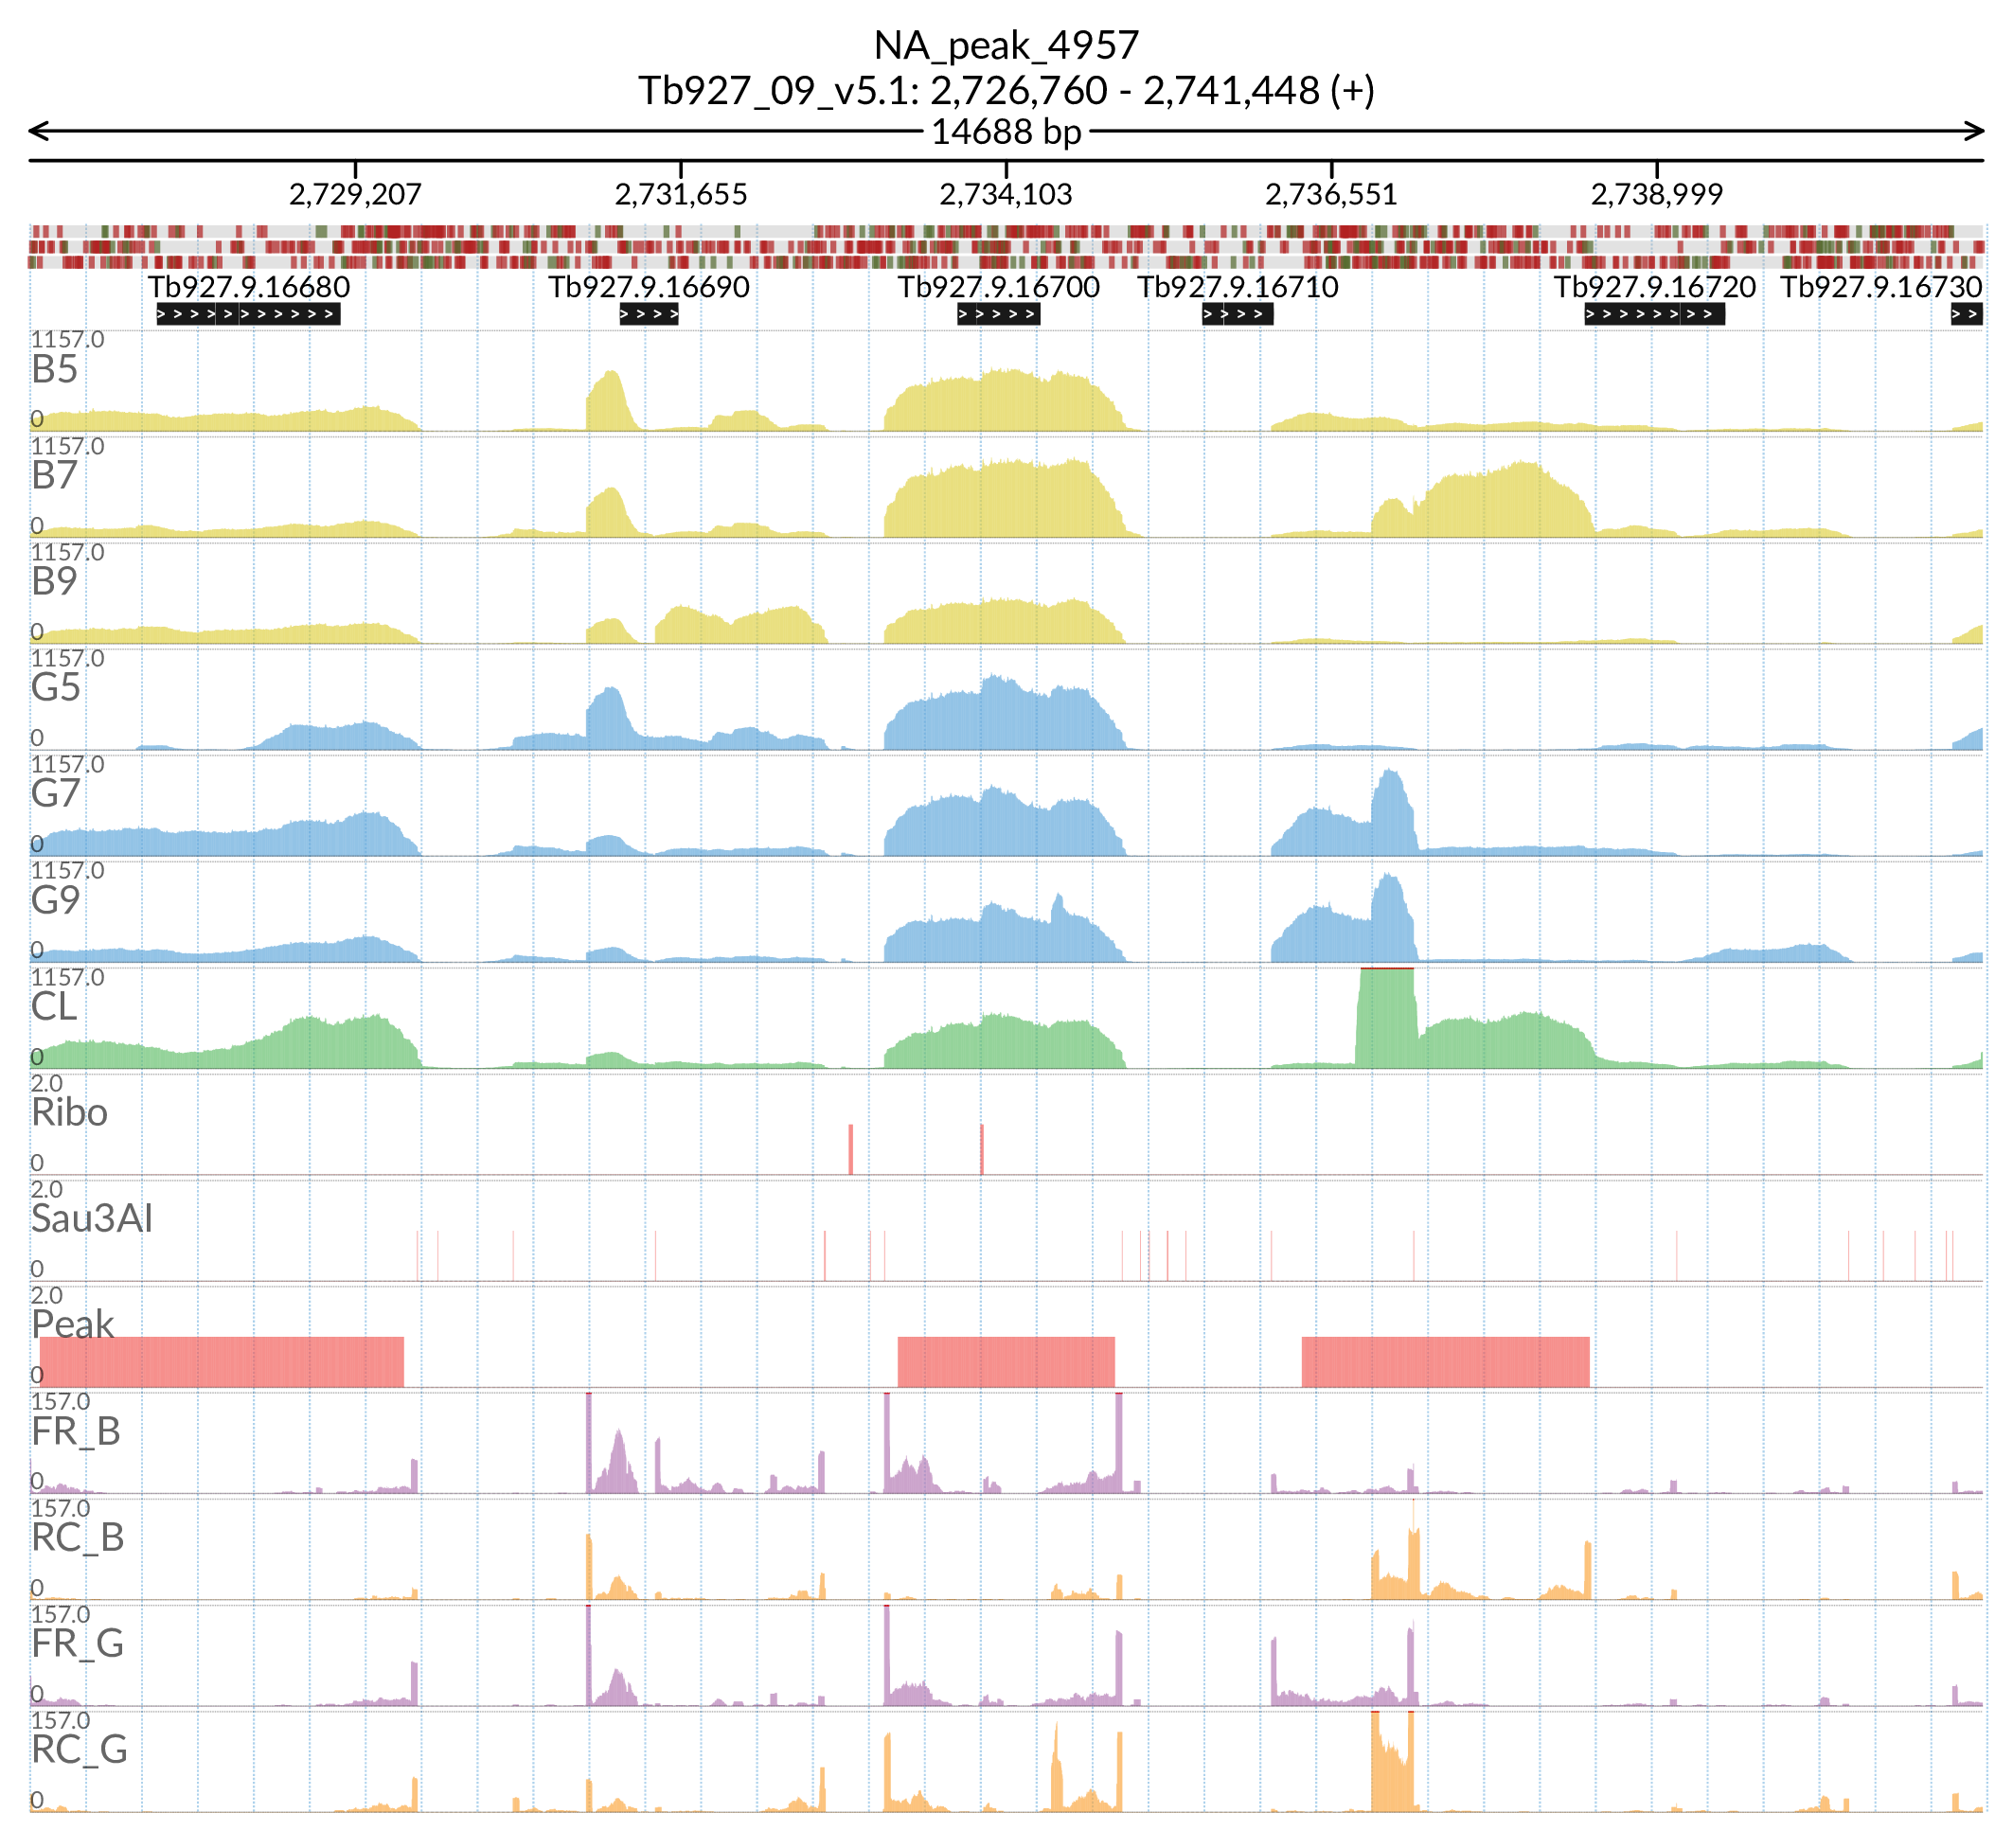 NA_peak_4957
Tb927_09_v5.1: 2,726,760 - 2,741,448 (+)
14688 bp
2,729,207 2,731,655 2,734,103 2,736,551 2,738,999
Tb927.9.16680 Tb927.9.16690 Tb927.9.16700 Tb927.9.16710 Tb927.9.16720 Tb927.9.16730
1157.0
B5
0
1157.0
B7
0
1157.0
B9
0
1157.0
G5
0
1157.0
G7
0
1157.0
G9
0
1157.0
CL
0
2.0
Ribo
0
2.0
Sau3AI
0
2.0
Peak
0
157.0
FR_B
0
157.0
RC_B
0
157.0
FR_G
0
157.0
RC_G
0